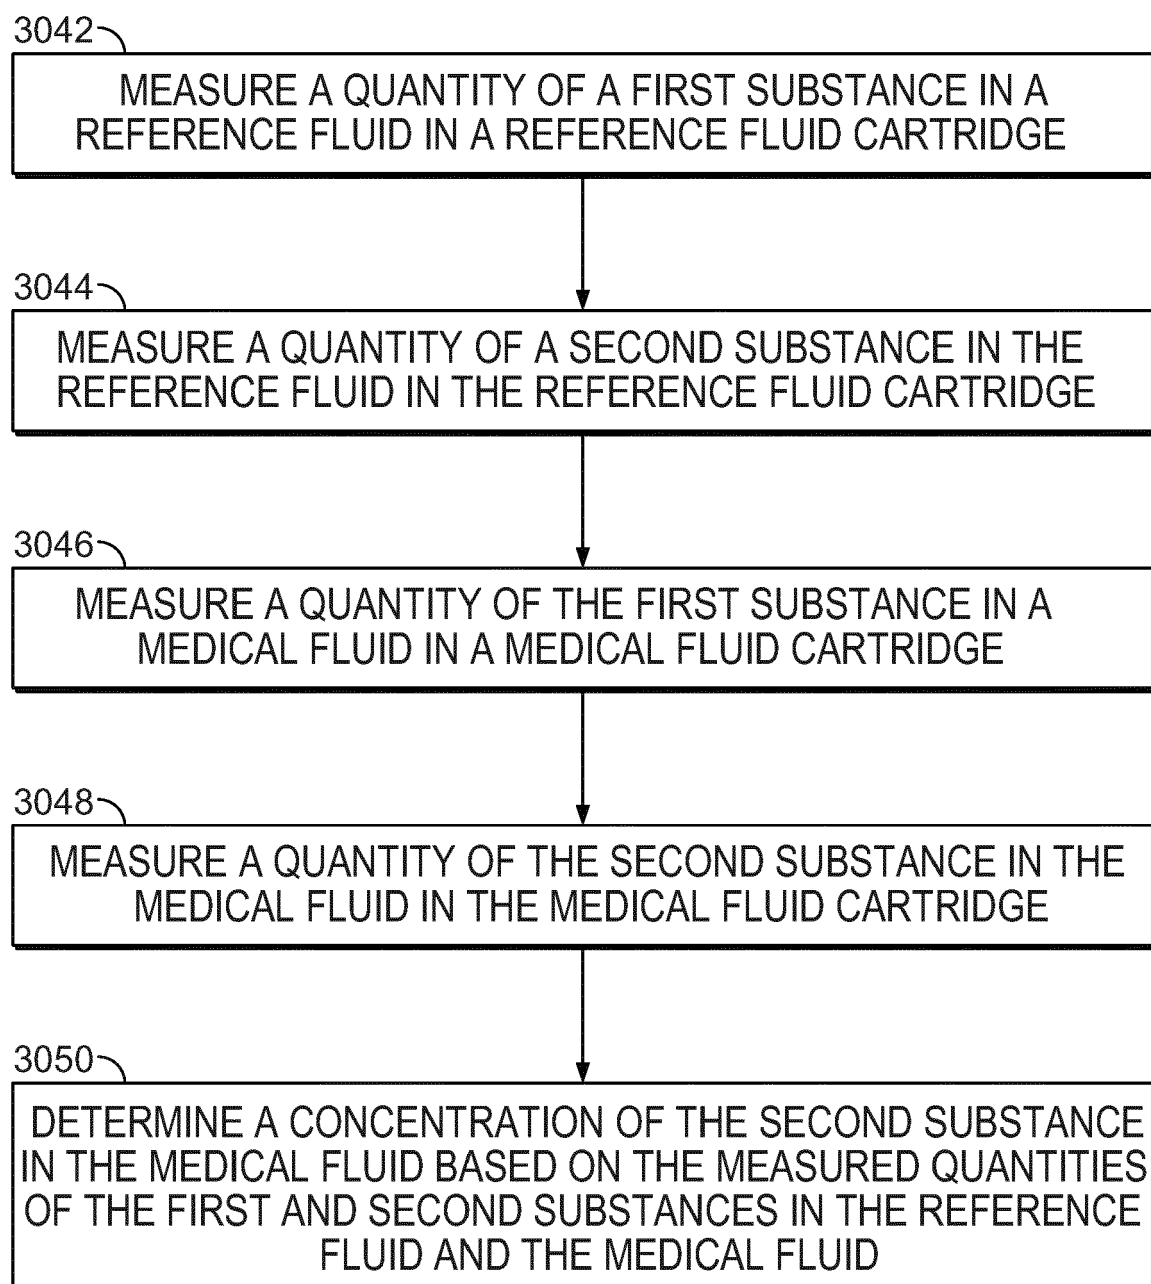 3042
MEASURE A QUANTITY OF A FIRST SUBSTANCE IN A
REFERENCE FLUID IN A REFERENCE FLUID CARTRIDGE
3044
MEASURE A QUANTITY OF A SECOND SUBSTANCE IN THE
REFERENCE FLUID IN THE REFERENCE FLUID CARTRIDGE
3046
MEASURE A QUANTITY OF THE FIRST SUBSTANCE IN A
MEDICAL FLUID IN A MEDICAL FLUID CARTRIDGE
3048
MEASURE A QUANTITY OF THE SECOND SUBSTANCE IN THE
MEDICAL FLUID IN THE MEDICAL FLUID CARTRIDGE
3050
DETERMINE A CONCENTRATION OF THE SECOND SUBSTANCE
IN THE MEDICAL FLUID BASED ON THE MEASURED QUANTITIES
OF THE FIRST AND SECOND SUBSTANCES IN THE REFERENCE
FLUID AND THE MEDICAL FLUID